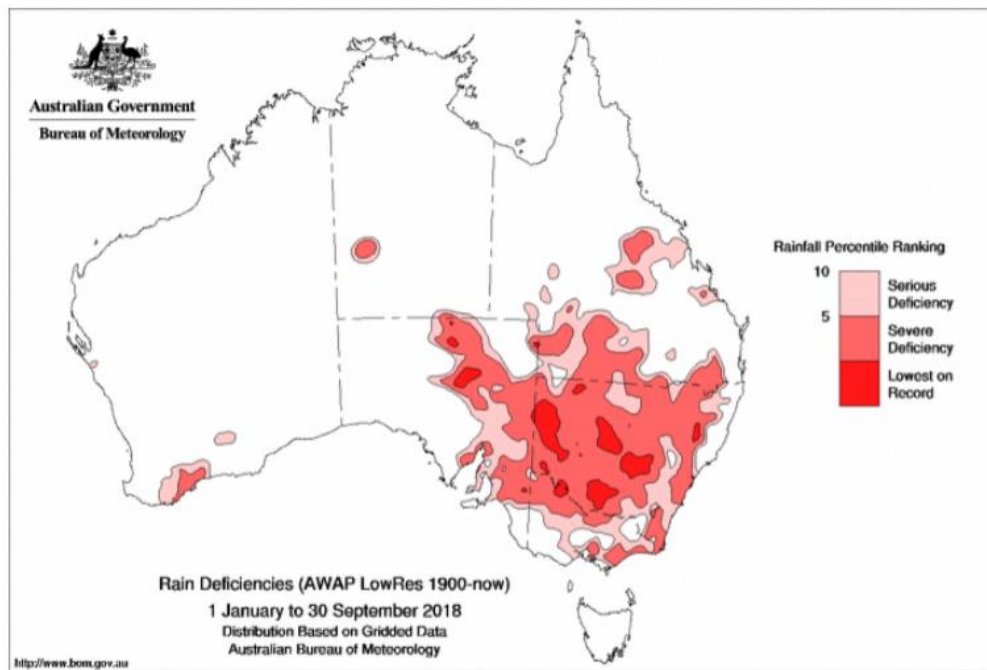 Australian Government
Bureau of Meteorology
Rainfall Percentile Ranking
10
Serious
Deficiency
5
Severe
Deficiency
Lowest on
Record
Rain Deficiencies (AWAP LowRes 1900-now)
1 January to 30 September 2018
Distribution Based on Gridded Data
Australian Bureau of Meteorology
http://www.bom.gov.au